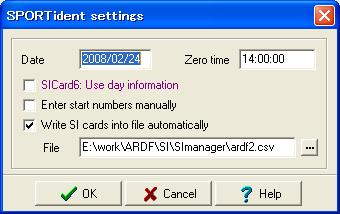 SPORTident settings
Date 2008/02/24 Zero time 14:00:00
SICard6: Use day information
Enter start numbers manually
Write SI cards into file automatically
File E:\work\ARDF\SI\SImanager\ardf2.csv ...
OK Cancel ? Help